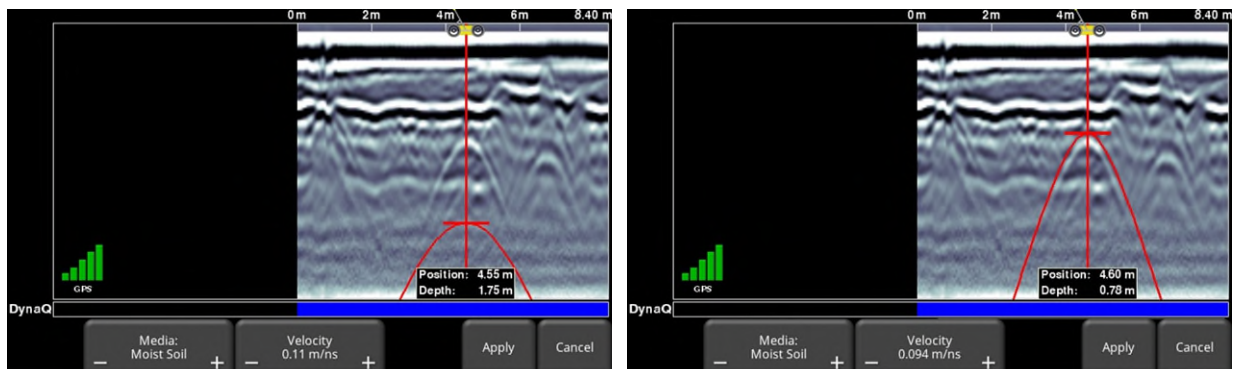 0m 2m 4m 6m 8.40 m
Position: 4.55 m
Depth: 1.75 m
GPS
DynaQ
Media:
Moist Soil
− +
Velocity
0.11 m/ns
− +
Apply
Cancel
0m 2m 4m 6m 8.40 m
Position: 4.60 m
Depth: 0.78 m
GPS
DynaQ
Media:
Moist Soil
− +
Velocity
0.094 m/ns
− +
Apply
Cancel